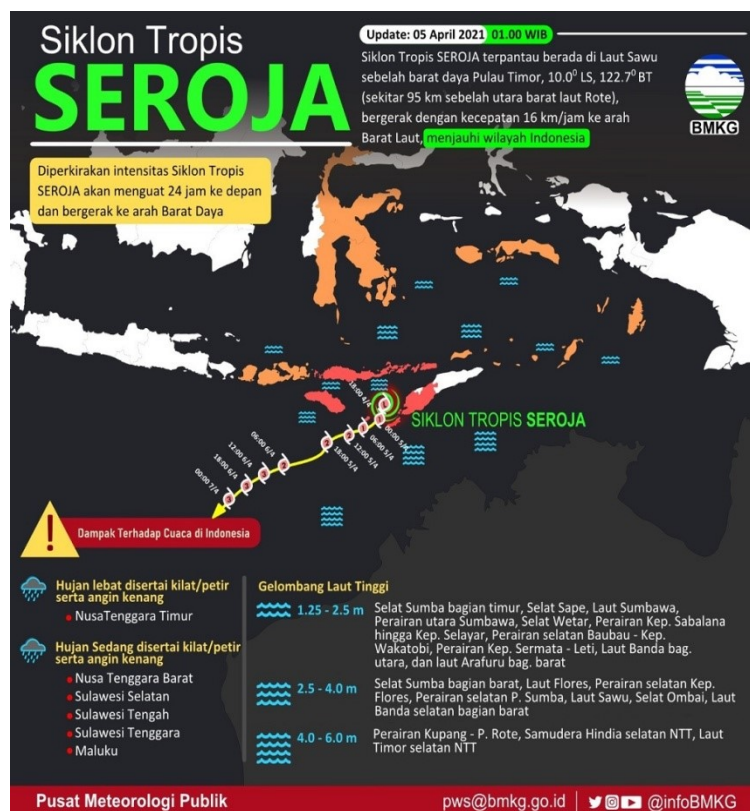 Siklon Tropis
SEROJA
Update: 05 April 2021 01.00 WIB
Siklon Tropis SEROJA terpantau berada di Laut Sawu
sebelah barat daya Pulau Timor, 10.0⁰ LS, 122.7⁰ BT
(sekitar 95 km sebelah utara barat laut Rote),
bergerak dengan kecepatan 16 km/jam ke arah
Barat Laut, menjauhi wilayah Indonesia
BMKG
Diperkirakan intensitas Siklon Tropis
SEROJA akan menguat 24 jam ke depan
dan bergerak ke arah Barat Daya
18:00 4/4
SIKLON TROPIS SEROJA
00:00 5/4
06:00 5/4
12:00 5/4
18:00 5/4
06:00 6/4
12:00 6/4
18:00 6/4
00:00 7/4
! Dampak Terhadap Cuaca di Indonesia
Hujan lebat disertai kilat/petir
serta angin kenang
• NusaTenggara Timur
Hujan Sedang disertai kilat/petir
serta angin kenang
• Nusa Tenggara Barat
• Sulawesi Selatan
• Sulawesi Tengah
• Sulawesi Tenggara
• Maluku
Gelombang Laut Tinggi
1.25 - 2.5 m
Selat Sumba bagian timur, Selat Sape, Laut Sumbawa,
Perairan utara Sumbawa, Selat Wetar, Perairan Kep. Sabalana
hingga Kep. Selayar, Perairan selatan Baubau - Kep.
Wakatobi, Perairan Kep. Sermata - Leti, Laut Banda bag.
utara, dan laut Arafuru bag. barat
2.5 - 4.0 m
Selat Sumba bagian barat, Laut Flores, Perairan selatan Kep.
Flores, Perairan selatan P. Sumba, Laut Sawu, Selat Ombai, Laut
Banda selatan bagian barat
4.0 - 6.0 m
Perairan Kupang - P. Rote, Samudera Hindia selatan NTT, Laut
Timor selatan NTT
Pusat Meteorologi Publik
pws@bmkg.go.id | @infoBMKG